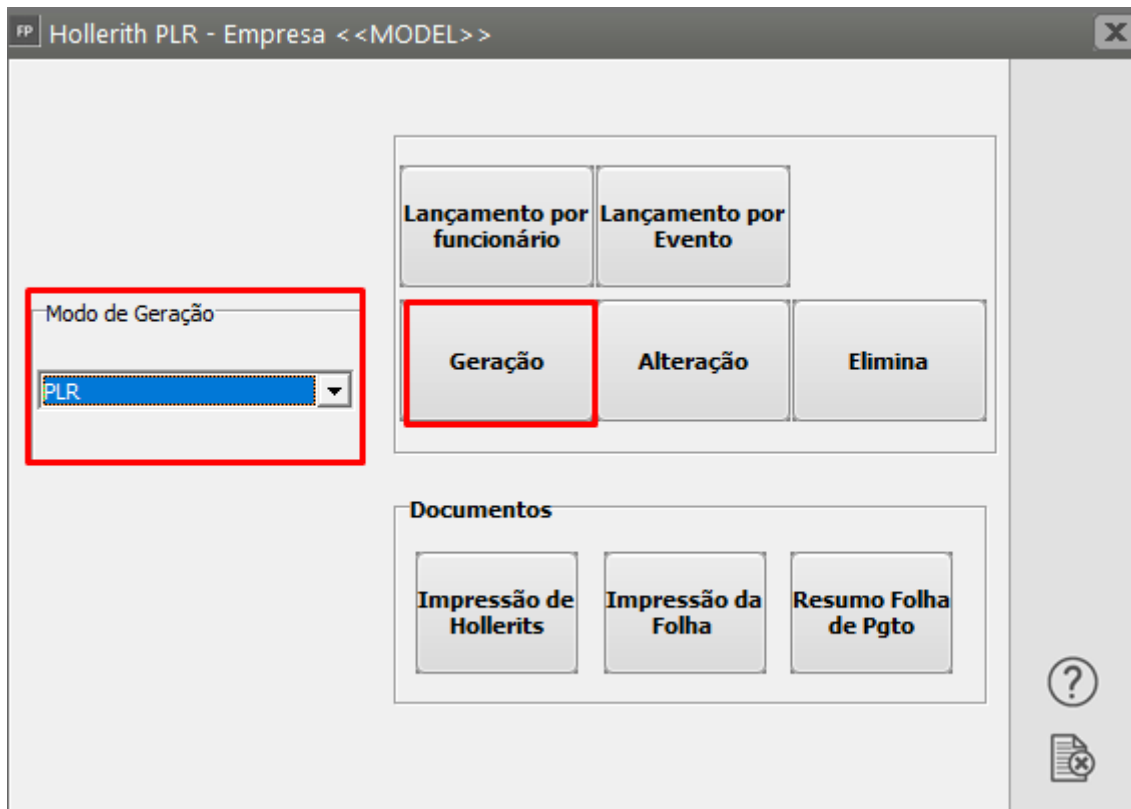 FP Hollerith PLR - Empresa <<MODEL>>
Lançamento por
funcionário
Lançamento por
Evento
Modo de Geração
PLR
Geração
Alteração
Elimina
Documentos
Impressão de
Hollerits
Impressão da
Folha
Resumo Folha
de Pgto
?